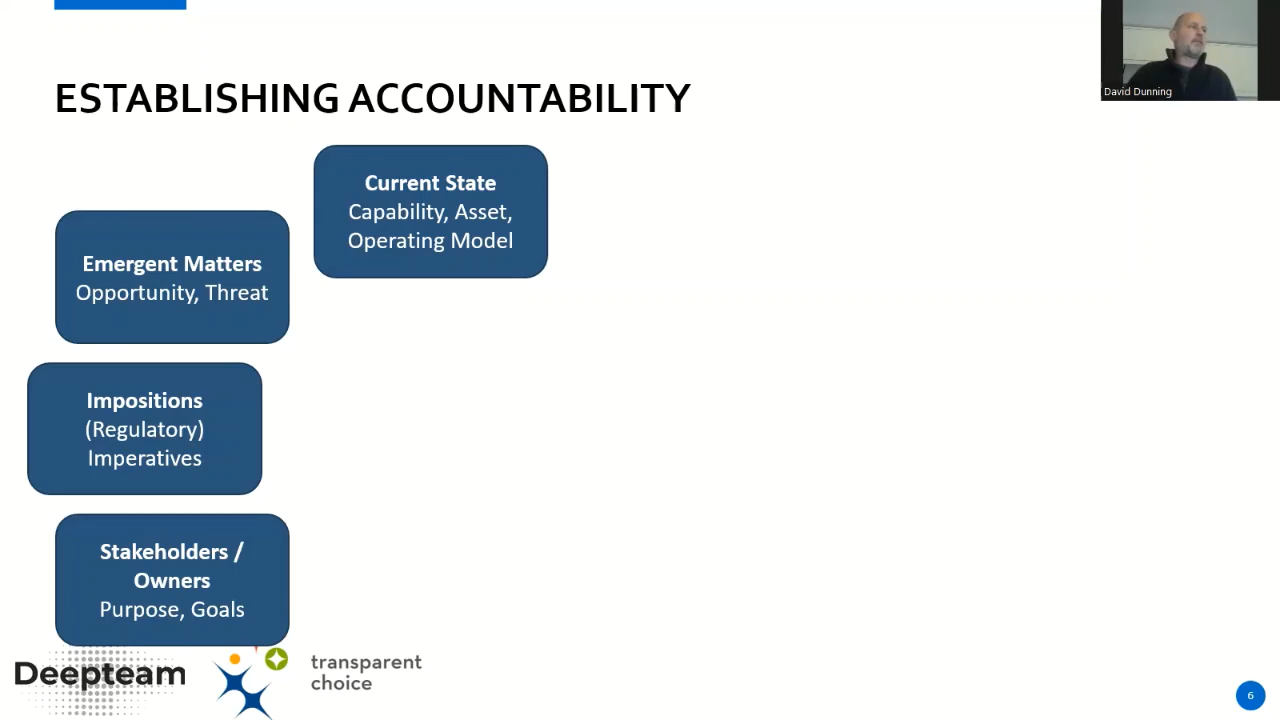 David Dunning
ESTABLISHING ACCOUNTABILITY
Current State
Capability, Asset,
Operating Model
Emergent Matters
Opportunity, Threat
Impositions
(Regulatory)
Imperatives
Stakeholders /
Owners
Purpose, Goals
Deepteam
transparent
choice
6